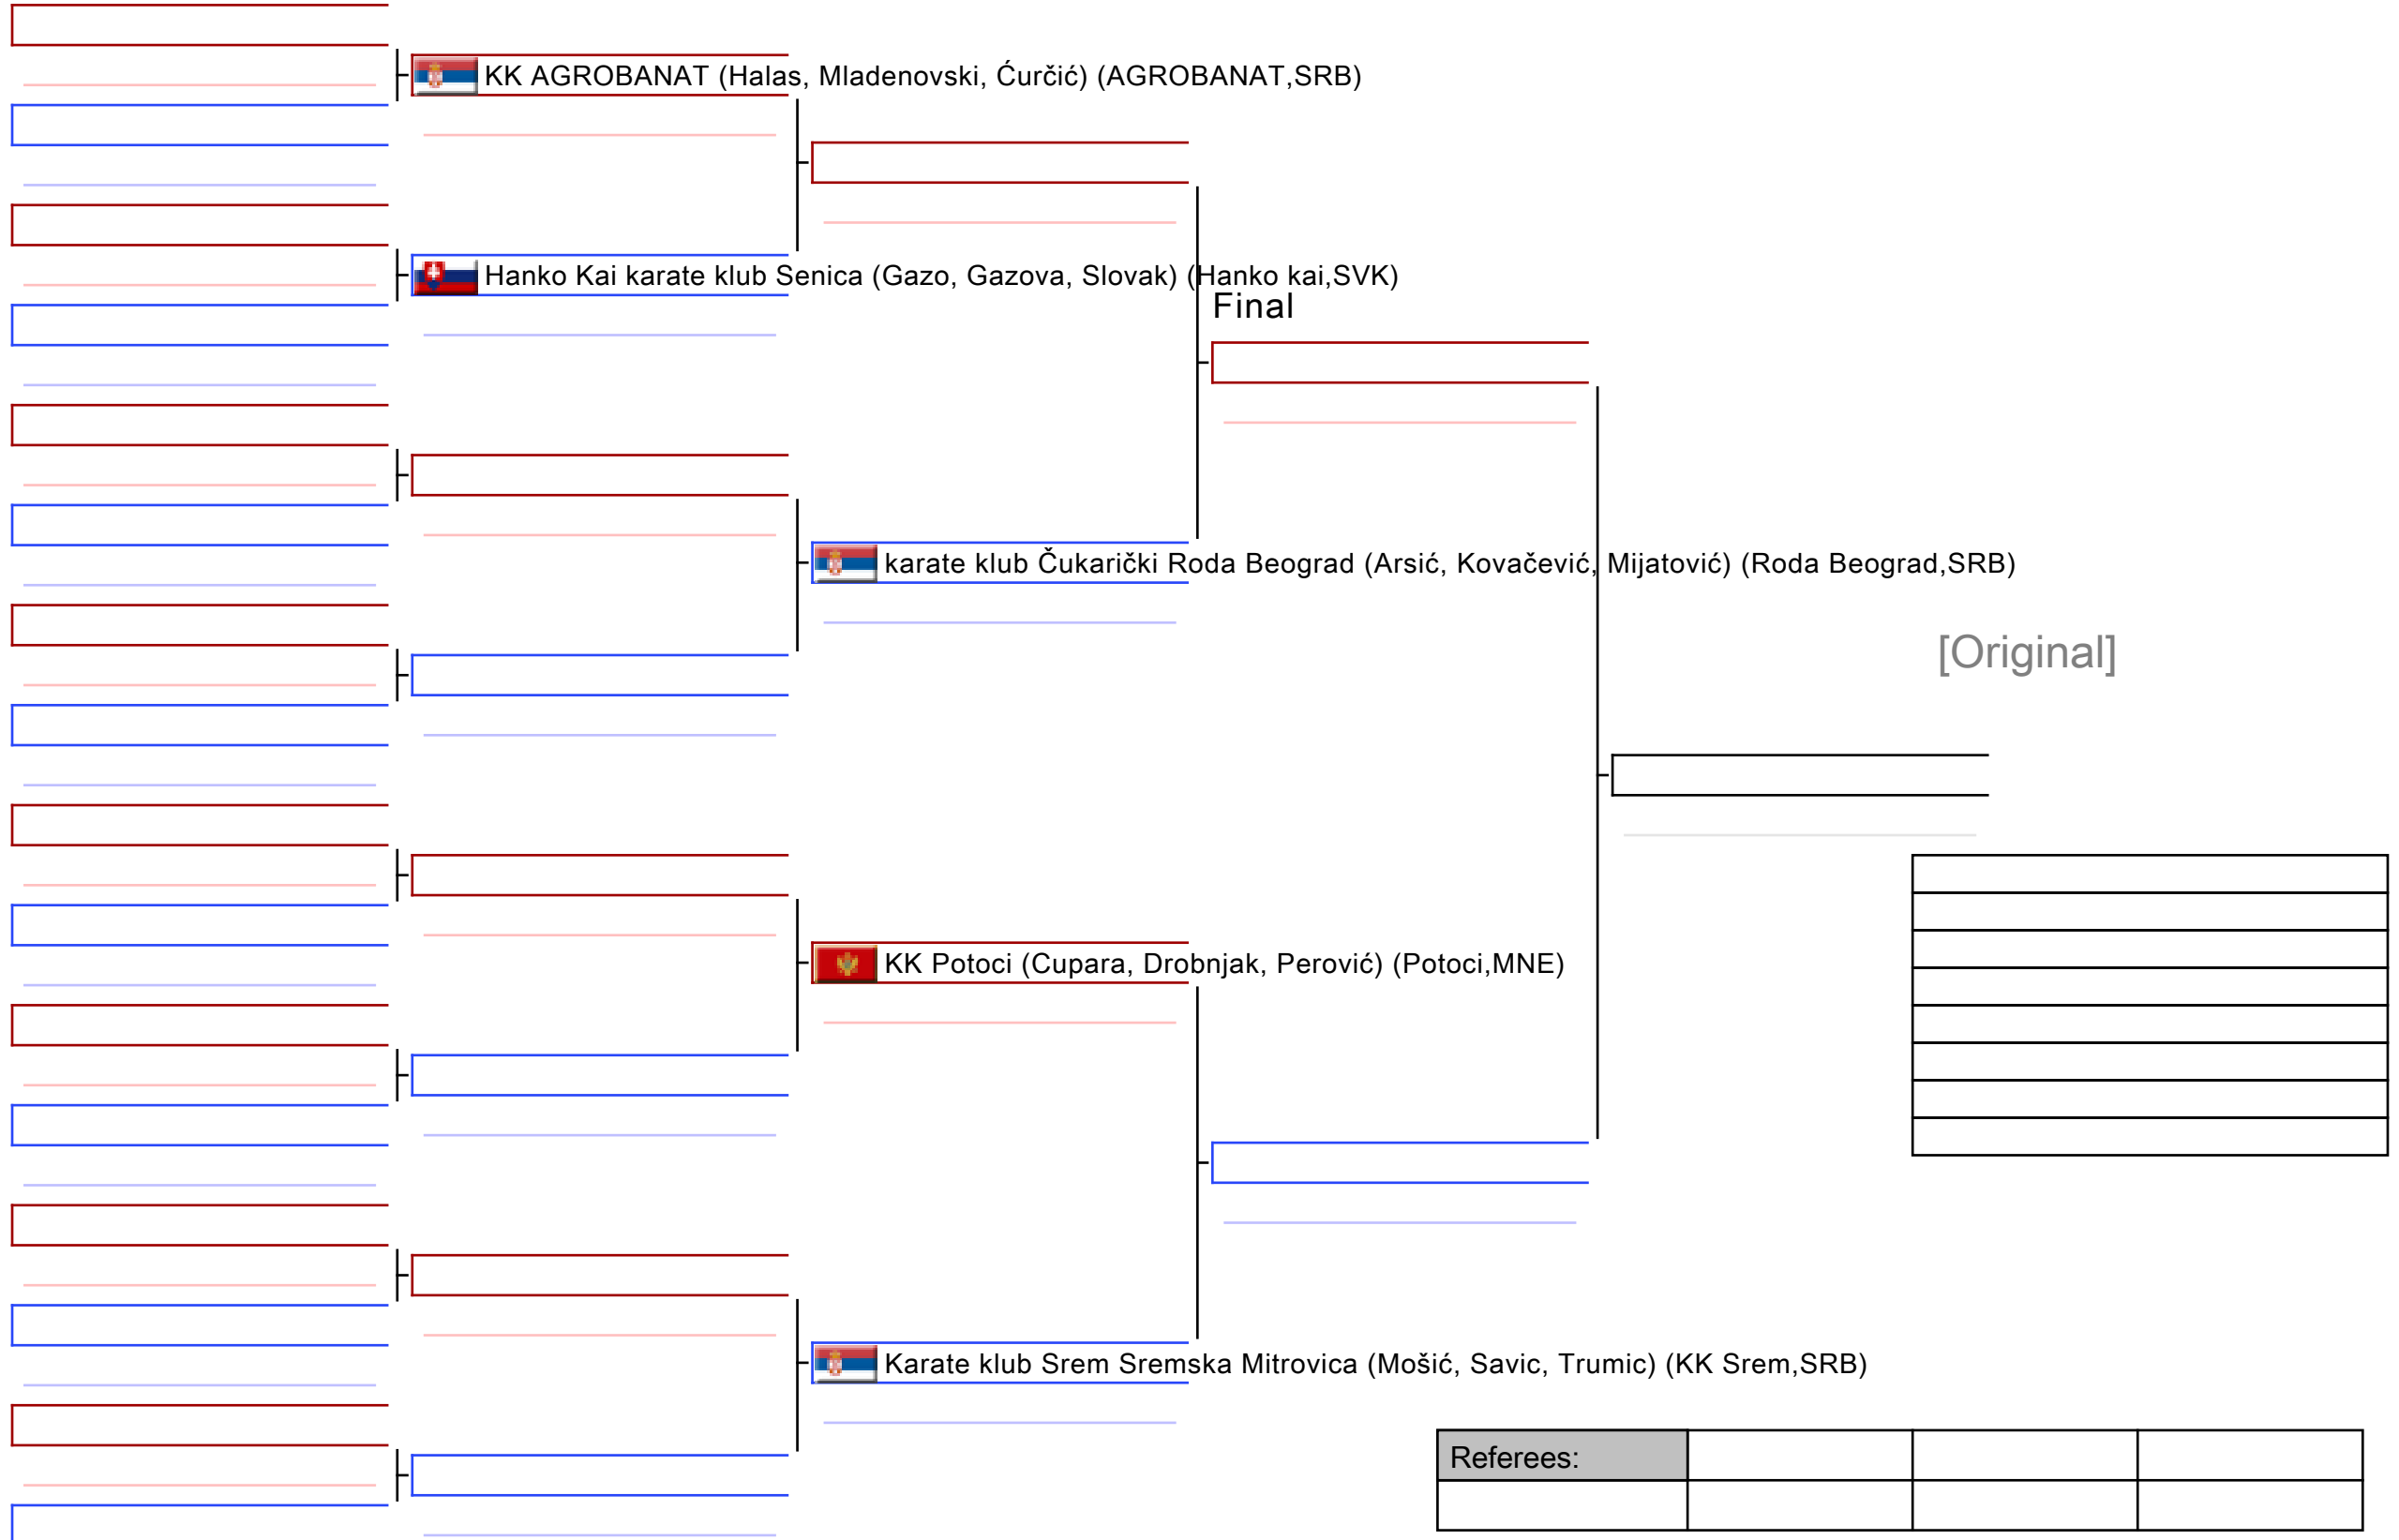 KK AGROBANAT (Halas, Mladenovski, Ćurčić) (AGROBANAT,SRB)
Hanko Kai karate klub Senica (Gazo, Gazova, Slovak) (Hanko kai,SVK)
Final
karate klub Čukarički Roda Beograd (Arsić, Kovačević, Mijatović) (Roda Beograd,SRB)
[Original]
KK Potoci (Cupara, Drobnjak, Perović) (Potoci,MNE)
Karate klub Srem Sremska Mitrovica (Mošić, Savic, Trumic) (KK Srem,SRB)
Referees: